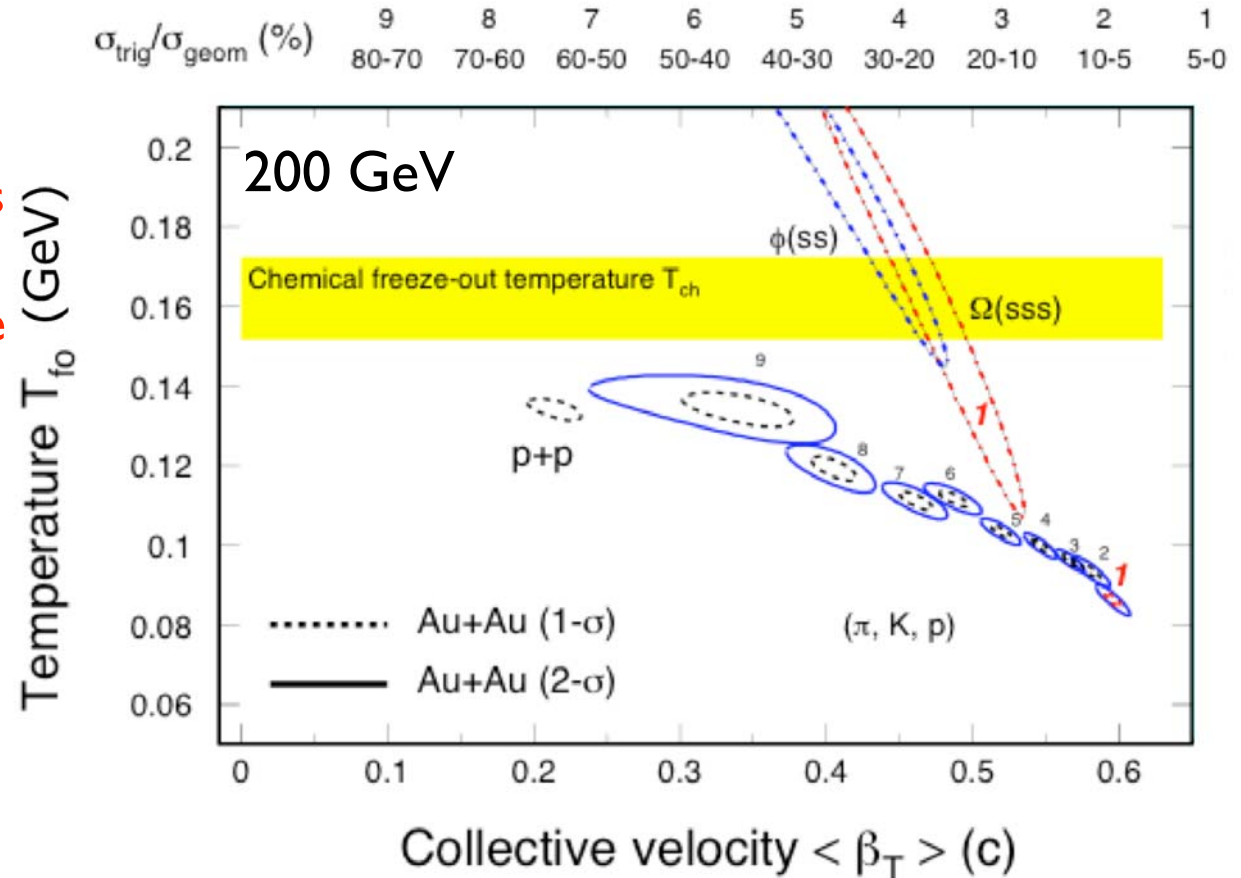 9 8 7 6 5 4 3 2 1
σtrig/σgeom (%) 80-70 70-60 60-50 50-40 40-30 30-20 20-10 10-5 5-0
0.2
200 GeV
s
0.18
φ(ss)
Chemical freeze-out temperature Tch
0.16
Ω(sss)
e
0.14
9
1
p+p
0.12
8
7
6
0.1
5
4
3
2
1
Au+Au (1-σ)
0.08
(π, K, p)
Au+Au (2-σ)
0.06
Temperature Tfo (GeV)
0 0.1 0.2 0.3 0.4 0.5 0.6
Collective velocity < βT > (c)